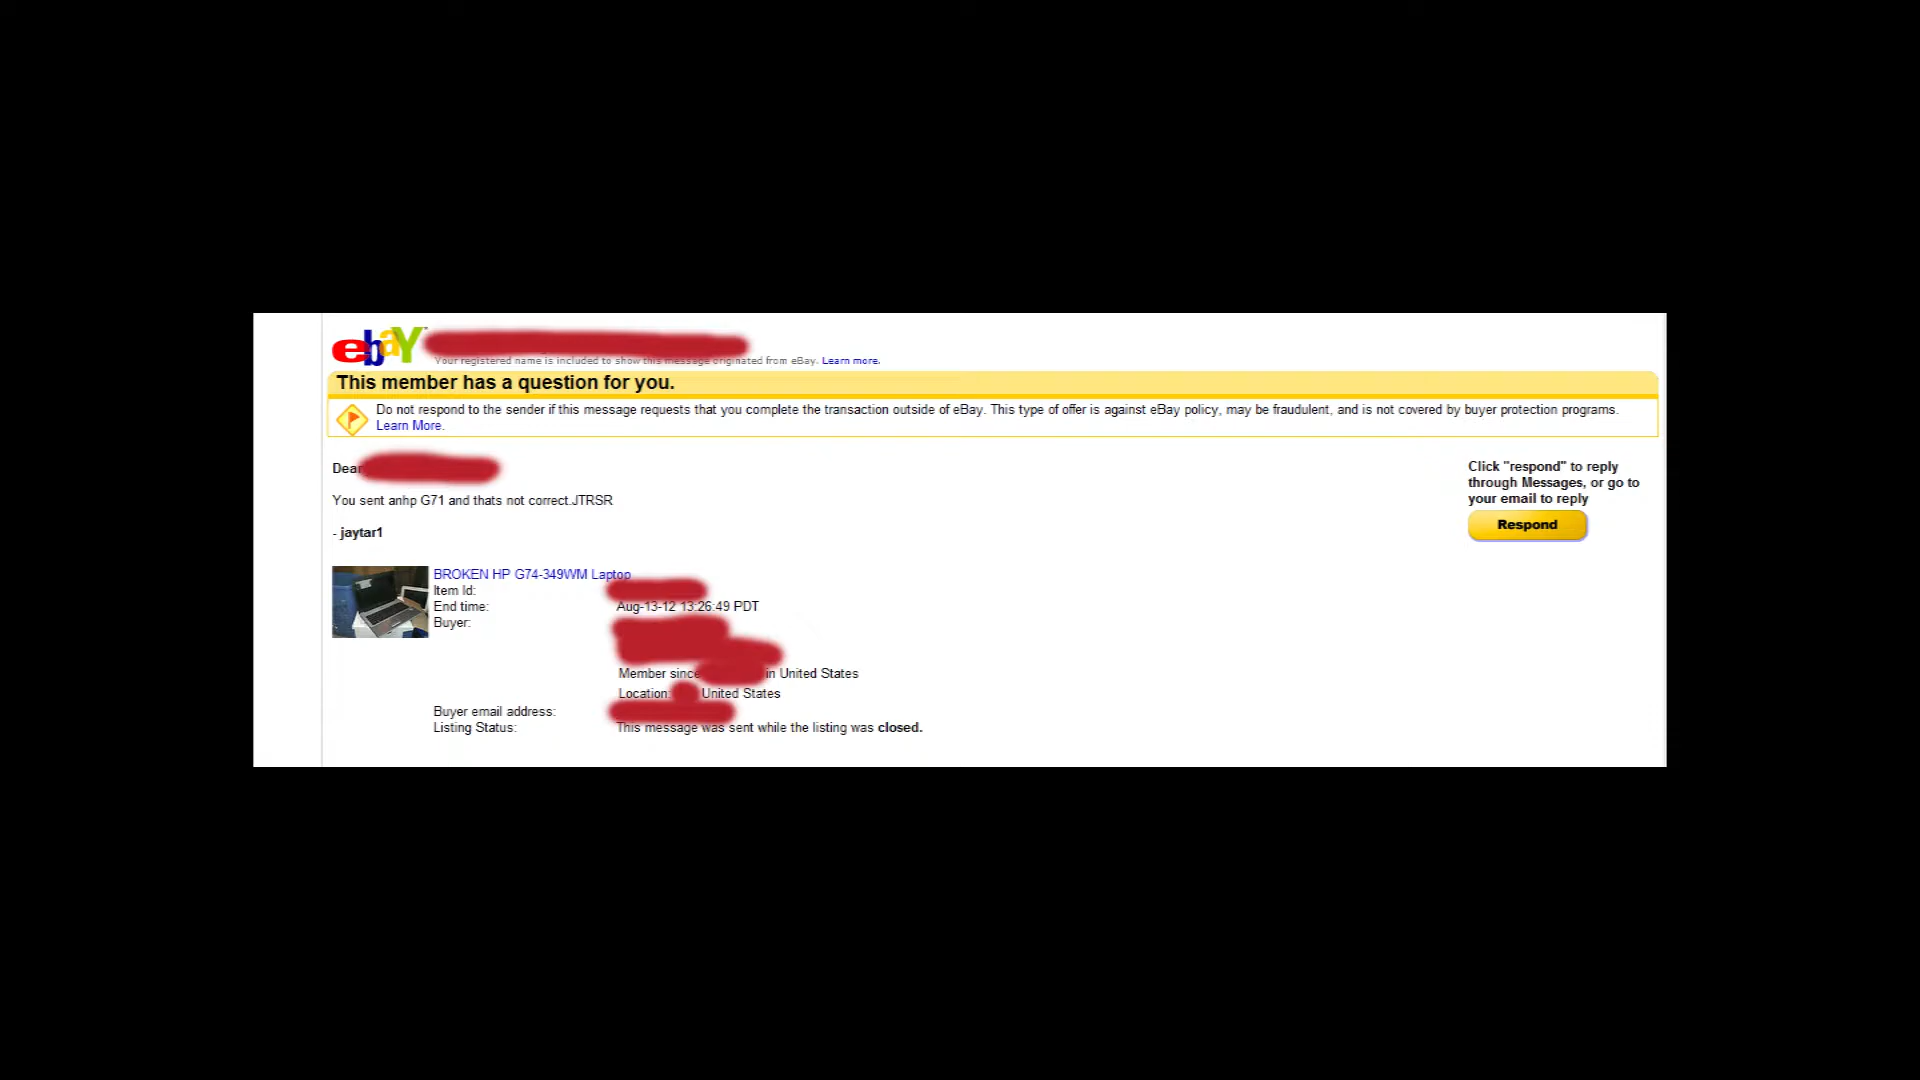 ebaY
Your registered name is included to show this message originated from eBay. Learn more.
This member has a question for you.
Do not respond to the sender if this message requests that you complete the transaction outside of eBay. This type of offer is against eBay policy, may be fraudulent, and is not covered by buyer protection programs.
Learn More.
Dear
You sent anhp G71 and thats not correct.JTRSR
- jaytar1
Click "respond" to reply
through Messages, or go to
your email to reply
Respond
BROKEN HP G74-349WM Laptop
Item Id:
End time: Aug-13-12 13:26:49 PDT
Buyer:
Member since in United States
Location: United States
Buyer email address:
Listing Status: This message was sent while the listing was closed.